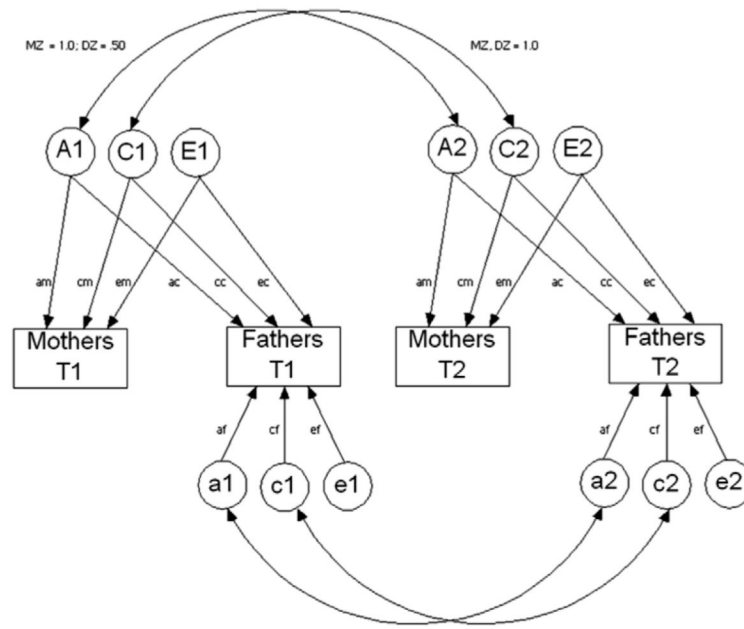 MZ = 1.0; DZ = .50
MZ, DZ = 1.0
A1 C1 E1 A2 C2 E2
am cm em ac cc ec am cm em ac cc ec
Mothers Fathers Mothers Fathers
T1 T1 T2 T2
af cf ef af cf ef
a1 c1 e1 a2 c2 e2